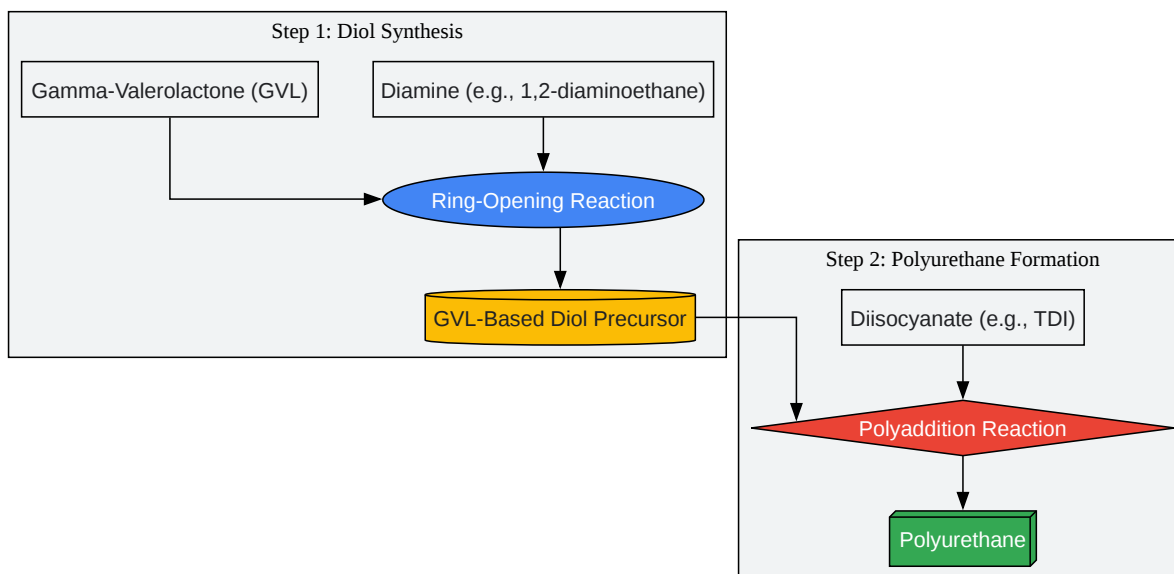 Step 1: Diol Synthesis
Gamma-Valerolactone (GVL)
Diamine (e.g., 1,2-diaminoethane)
Ring-Opening Reaction
GVL-Based Diol Precursor
Step 2: Polyurethane Formation
Diisocyanate (e.g., TDI)
Polyaddition Reaction
Polyurethane